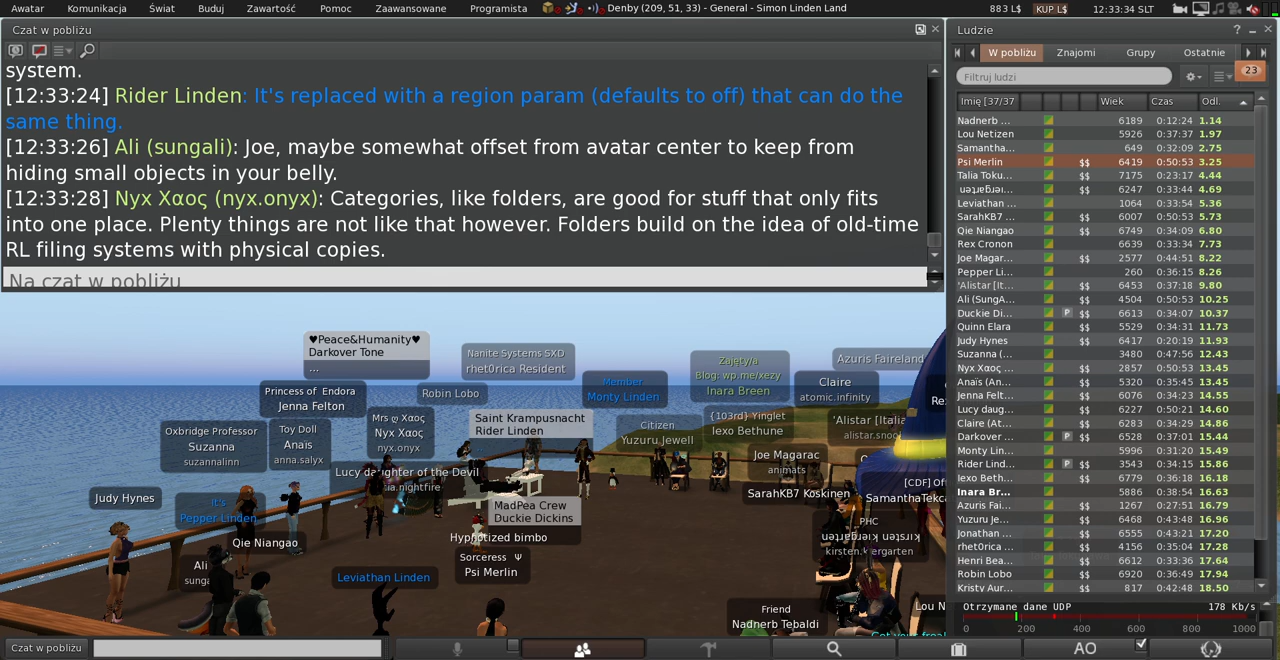 Awatar Komunikacja Świat Buduj Zawartość Pomoc Zaawansowane Programista Denby (209, 51, 33) - General - Simon Linden Land 883 L$ KUP L$ 12:33:34 SLT
Czat w pobliżu
system.
[12:33:24] Rider Linden: It's replaced with a region param (defaults to off) that can do the
same thing.
[12:33:26] Ali (sungali): Joe, maybe somewhat offset from avatar center to keep from
hiding small objects in your belly.
[12:33:28] Nyx Χαος (nyx.onyx): Categories, like folders, are good for stuff that only fits
into one place. Plenty things are not like that however. Folders build on the idea of old-time
RL filing systems with physical copies.
Na czat w pobliżu
♥Peace&Humanity♥
Darkover Tone
...
Nanite Systems SXD
rhet0rica Resident
Zajęty/a
Blog: wp.me/xezy
Inara Breen
Azuris Faireland
Member
Monty Linden
Claire
atomic.infinity
Princess of Endora
Jenna Felton
Robin Lobo
Mrs ღ Χαος
Nyx Χαος
nyx.onyx
Saint Krampusnacht
Rider Linden
Citizen
Yuzuru Jewell
{103rd} Yinglet
Iexo Bethune
'Alistar [Itali
alistar.snoo
Oxbridge Professor
Suzanna
suzannalinn
Toy Doll
Anaïs
anna.salyx
Joe Magarac
animats
Lucy daughter of the Devil
ia.nightfire
[CDF] Of
SamanthaTekca
Judy Hynes
It's
Pepper Linden
SarahKB7 Koskinen
MadPea Crew
Duckie Dickins
PHC
kirsten.kiergarten
Qie Niangao
Hypnotized bimbo
Sorceress Ψ
Psi Merlin
Ali
sunga
Leviathan Linden
Friend
Nadnerb Tebaldi
Lou N
Czat w pobliżu
AO
Ludzie
W pobliżu Znajomi Grupy Ostatnie
23
Filtruj ludzi
Imię [37/37 Wiek Czas Odl.
Nadnerb ... 6189 0:12:24 1.14
Lou Netizen 5926 0:37:37 1.97
Samantha... 649 0:32:09 2.75
Psi Merlin $$ 6419 0:50:53 3.25
Talia Toku... $$ 7175 0:23:17 4.44
$$ 6247 0:33:44 4.69
Leviathan ... 1064 0:33:54 5.36
SarahKB7 ... $$ 6007 0:50:53 5.73
Qie Niangao $$ 6749 0:34:09 6.80
Rex Cronon 6639 0:33:34 7.73
Joe Magar... $$ 2577 0:44:51 8.22
Pepper Li... 260 0:36:15 8.26
'Alistar [It... $$ 6453 0:37:18 9.80
Ali (SungA... $$ 4504 0:50:53 10.25
Duckie Di... P $$ 6613 0:34:07 10.37
Quinn Elara $$ 5529 0:34:31 11.73
Judy Hynes $$ 6417 0:20:19 11.93
Suzanna (... 3480 0:47:56 12.43
Nyx Χαος ... $$ 2857 0:50:53 13.45
Anaïs (An... $$ 5320 0:35:45 13.45
Jenna Felt... $$ 6076 0:34:23 14.55
Lucy daug... $$ 6227 0:50:21 14.60
Claire (At... $$ 6283 0:34:29 14.86
Darkover ... P $$ 6528 0:37:01 15.44
Monty Lin... 5996 0:31:20 15.49
Rider Lind... P $$ 3543 0:34:15 15.86
Iexo Beth... $$ 6779 0:36:18 16.18
Inara Br... 5886 0:38:54 16.63
Azuris Fai... $$ 1267 0:27:51 16.79
Yuzuru Je... $$ 6468 0:43:48 16.96
Jonathan ... $$ 6555 0:43:21 17.20
rhet0rica ... $$ 4156 0:35:04 17.28
Henri Bea... $$ 6612 0:33:36 17.64
Robin Lobo $$ 6920 0:36:49 17.94
Kristy Aur... $$ 817 0:42:48 18.50
Otrzymane dane UDP 178 Kb/s
0 200 400 600 800 1000